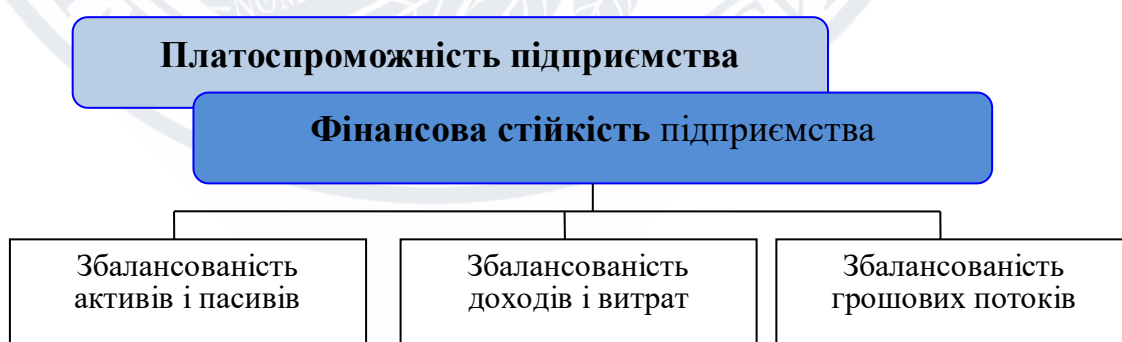 Платоспроможність підприємства
Фінансова стійкість підприємства
Збалансованість
активів і пасивів
Збалансованість
доходів і витрат
Збалансованість
грошових потоків